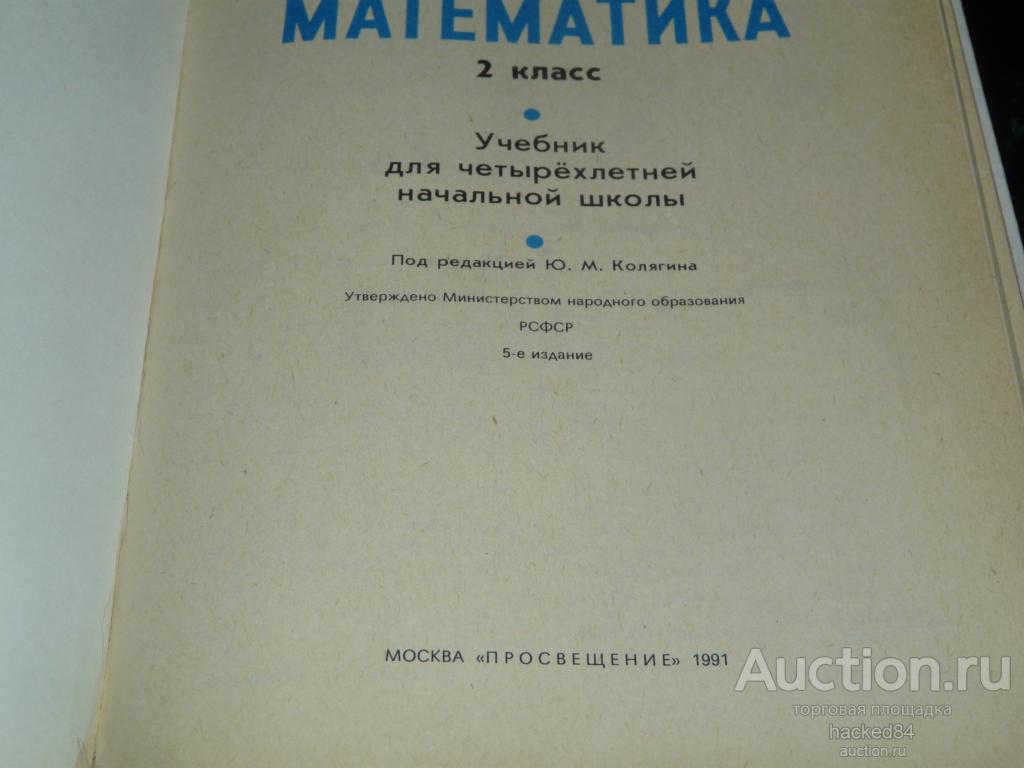 МАТЕМАТИКА
2 класс
Учебник
для четырёхлетней
начальной школы
Под редакцией Ю. М. Колягина
Утверждено Министерством народного образования
РСФСР
5-е издание
МОСКВА «ПРОСВЕЩЕНИЕ» 1991
Auction.ru
торговая площадка
hacked84
auction.ru